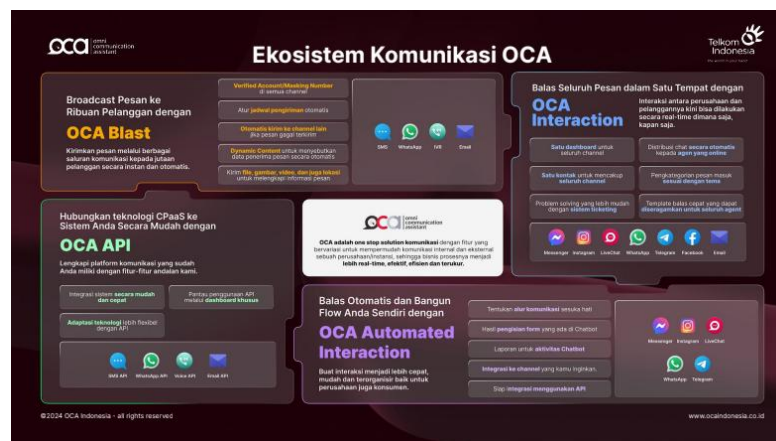 OCA omni communication assistant
Ekosistem Komunikasi OCA
Telkom Indonesia
Broadcast Pesan ke
Ribuan Pelanggan dengan
OCA Blast
Kirimkan pesan melalui berbagai
saluran komunikasi kepada jutaan
pelanggan secara instan dan otomatis.
Verified Account/Masking Number
di semua channel
Atur jadwal pengiriman otomatis
Otomatis kirim ke channel lain
jika pesan gagal terkirim
Dynamic Content untuk menyebutkan
data penerima pesan secara otomatis
Kirim file, gambar, video, dan juga lokasi
untuk melengkapi informasi pesan
SMS WhatsApp IVR Email
Balas Seluruh Pesan dalam Satu Tempat dengan
OCA
Interaction
Interaksi antara perusahaan dan
pelanggannya kini bisa dilakukan
secara real-time dimana saja,
kapan saja.
Satu dashboard untuk
seluruh channel
Distribusi chat secara otomatis
kepada agen yang online
Satu kontak untuk mencakup
seluruh channel
Pengkategorian pesan masuk
sesuai dengan tema
Problem solving yang lebih mudah
dengan sistem ticketing
Template balas cepat yang dapat
diseragamkan untuk seluruh agent
Messenger Instagram LiveChat WhatsApp Telegram Facebook Email
Hubungkan teknologi CPaaS ke
Sistem Anda Secara Mudah dengan
OCA API
Lengkapi platform komunikasi yang sudah
Anda miliki dengan fitur-fitur andalan kami.
Integrasi sistem secara mudah
dan cepat
Pantau penggunaan API
melalui dashboard khusus
Adaptasi teknologi lebih flexibel
dengan API
SMS API WhatsApp API Voice API Email API
OCA omni communication assistant
OCA adalah one stop solution komunikasi dengan fitur yang
bervariasi untuk mempermudah komunikasi internal dan eksternal
sebuah perusahaan/instansi, sehingga bisnis prosesnya menjadi
lebih real-time, efektif, efisien dan terukur.
Balas Otomatis dan Bangun
Flow Anda Sendiri dengan
OCA Automated
Interaction
Buat interaksi menjadi lebih cepat,
mudah dan terorganisir baik untuk
perusahaan juga konsumen.
Tentukan alur komunikasi sesuka hati
Hasil pengisian form yang ada di Chatbot
Laporan untuk aktivitas Chatbot
Integrasi ke channel yang kamu inginkan.
Siap integrasi menggunakan API
Messenger Instagram LiveChat
WhatsApp Telegram
©2024 OCA Indonesia - all rights reserved
www.ocaindonesia.co.id